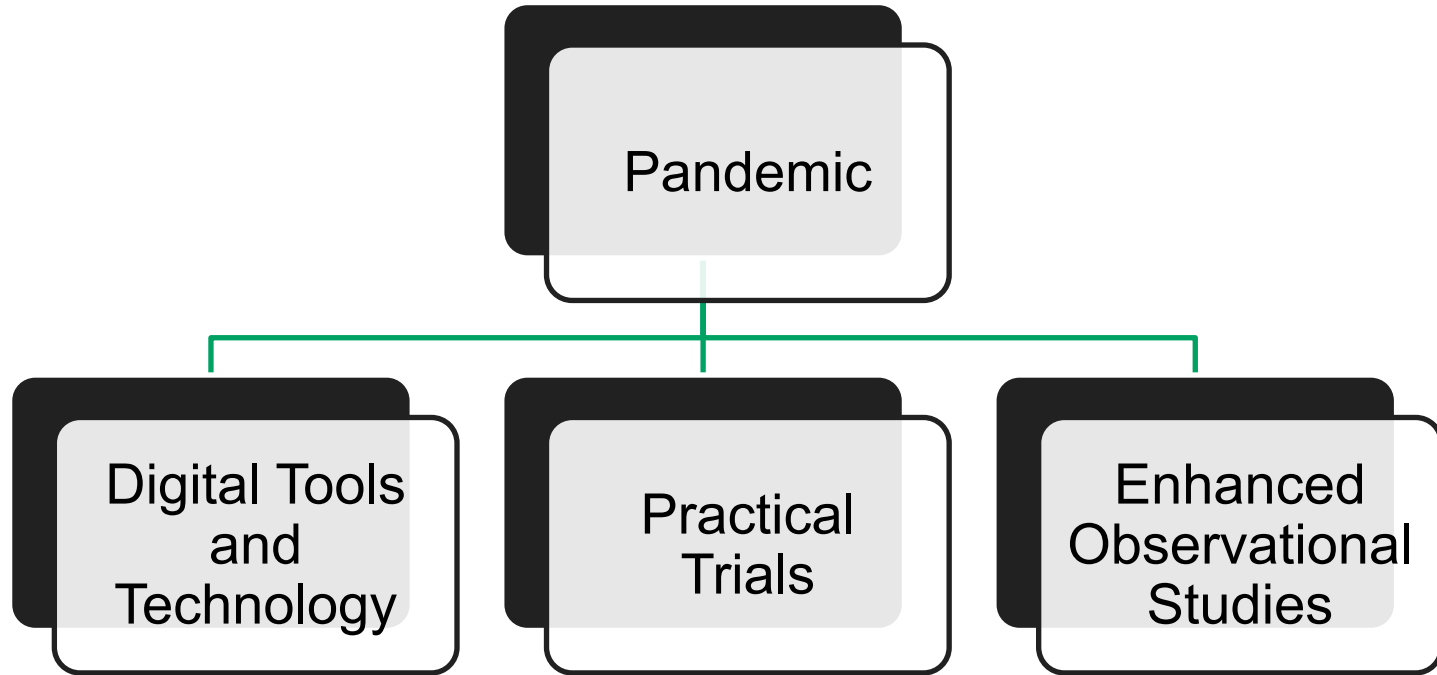 Pandemic
Digital Tools
and
Technology
Practical
Trials
Enhanced
Observational
Studies